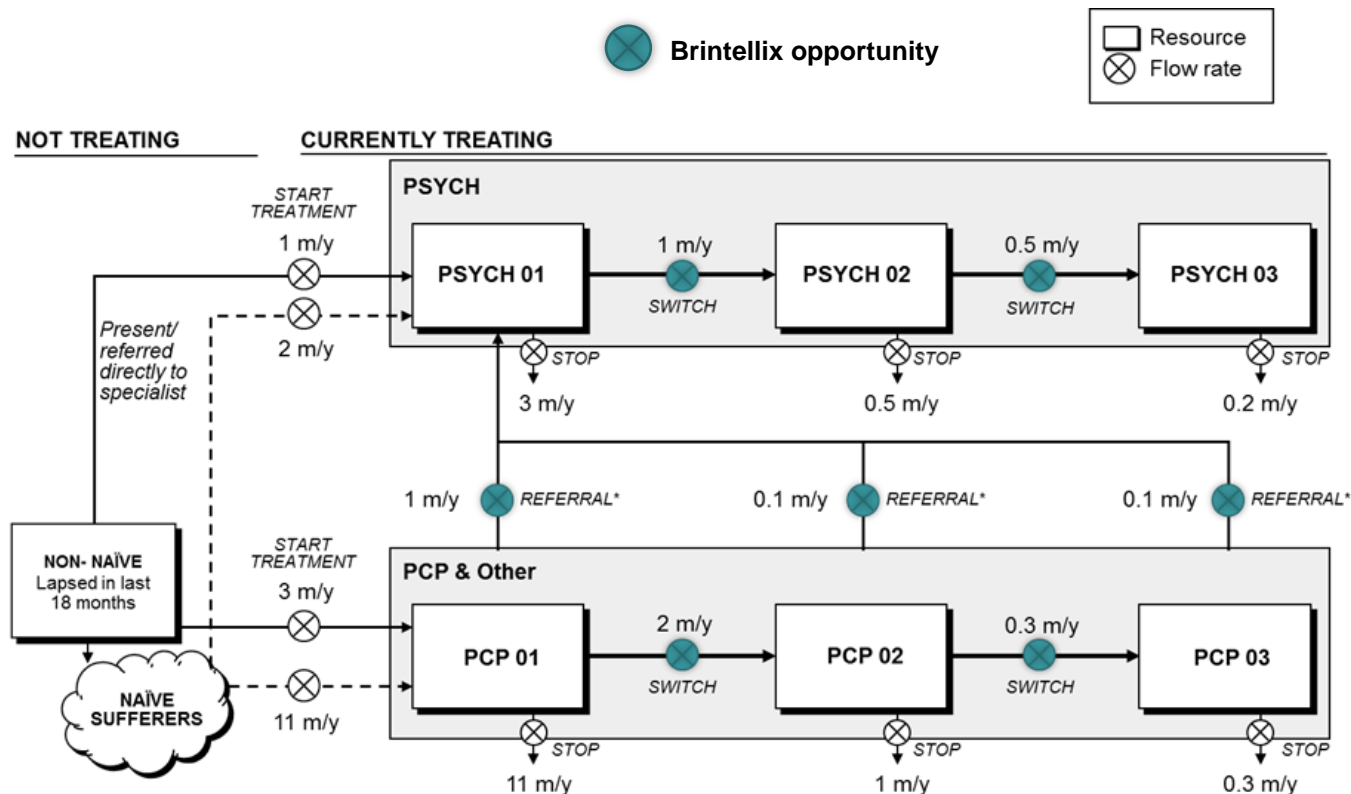 Brintellix opportunity
Resource
Flow rate
NOT TREATING
CURRENTLY TREATING
PSYCH
START
TREATMENT
1 m/y
2 m/y
Present/
referred
directly to
specialist
PSYCH 01
1 m/y
SWITCH
PSYCH 02
0.5 m/y
SWITCH
PSYCH 03
STOP
3 m/y
STOP
0.5 m/y
STOP
0.2 m/y
1 m/y
REFERRAL*
0.1 m/y
REFERRAL*
0.1 m/y
REFERRAL*
NON- NAÏVE
Lapsed in last
18 months
NAÏVE
SUFFERERS
START
TREATMENT
3 m/y
11 m/y
PCP & Other
PCP 01
2 m/y
SWITCH
PCP 02
0.3 m/y
SWITCH
PCP 03
STOP
11 m/y
STOP
1 m/y
STOP
0.3 m/y